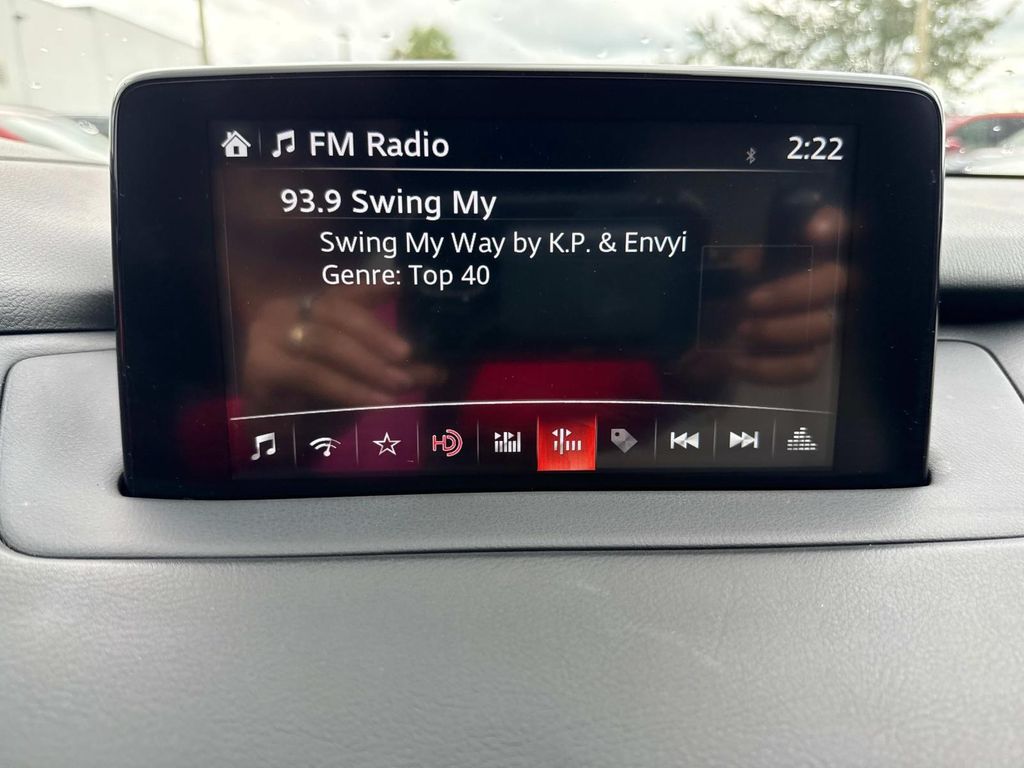 FM Radio
2:22
93.9 Swing My
Swing My Way by K.P. & Envyi
Genre: Top 40
HD